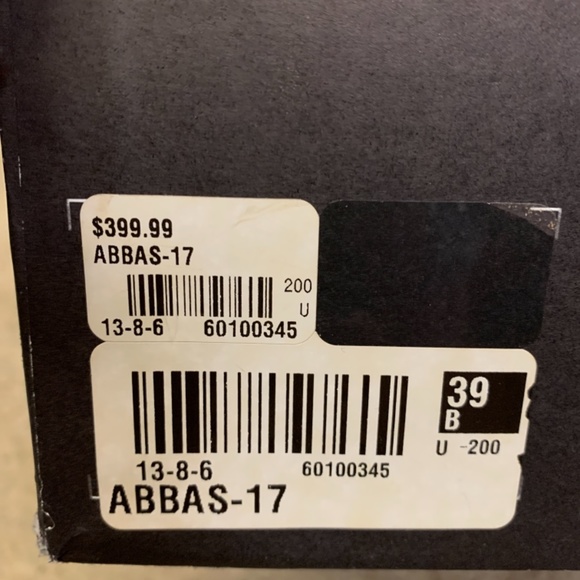 $399.99
ABBAS-17
200
U
13-8-6 60100345
39
B
U -200
13-8-6 60100345
ABBAS-17